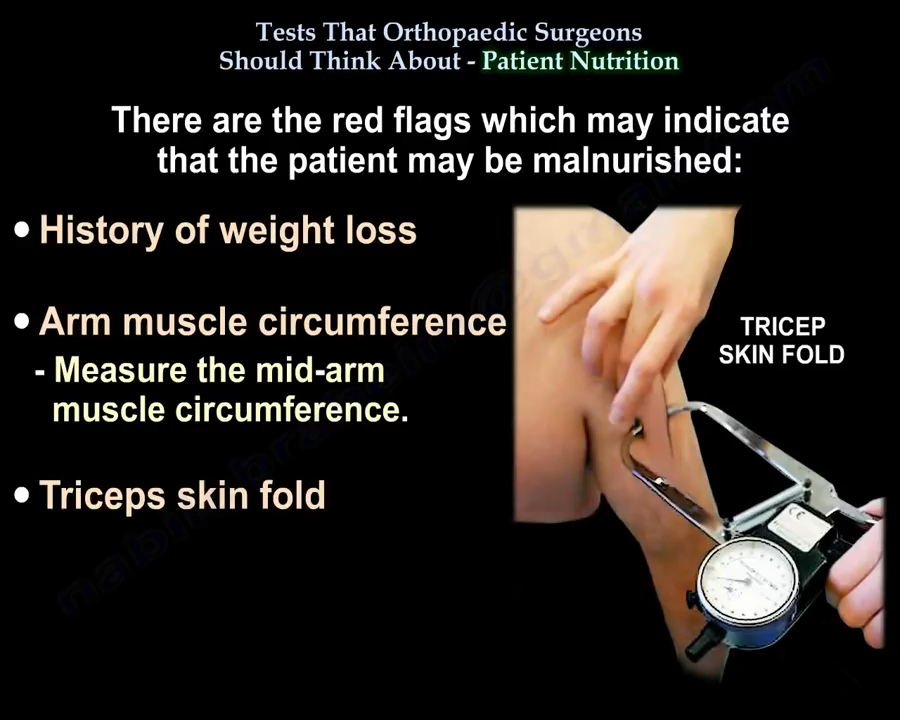 Tests That Orthopaedic Surgeons
Should Think About - Patient Nutrition
There are the red flags which may indicate
that the patient may be malnurished:
• History of weight loss
• Arm muscle circumference
- Measure the mid-arm
muscle circumference.
• Triceps skin fold
TRICEP
SKIN FOLD